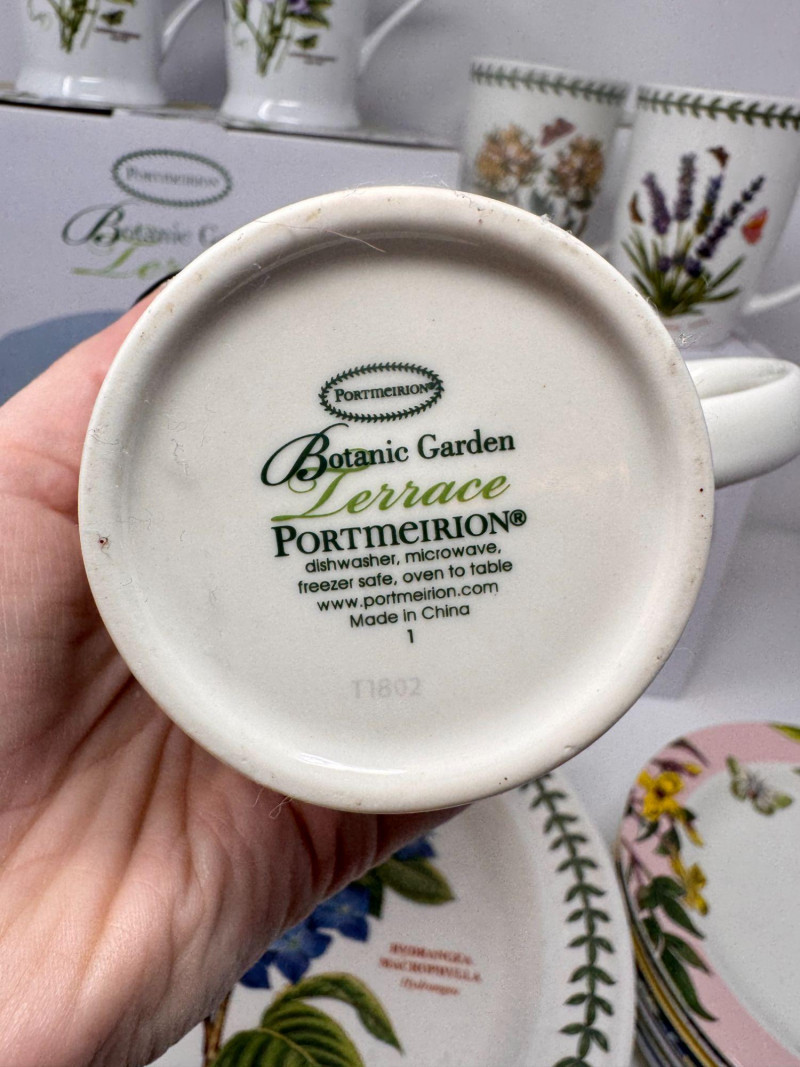 PORTMEIRION
Botanic G
Ter
PORTMEIRION
Botanic Garden
Terrace
PORTMEIRION®
dishwasher, microwave,
freezer safe, oven to table
www.portmeirion.com
Made in China
1
T1802
HYDRANGEA
MACROPHYLLA
Hydrangea